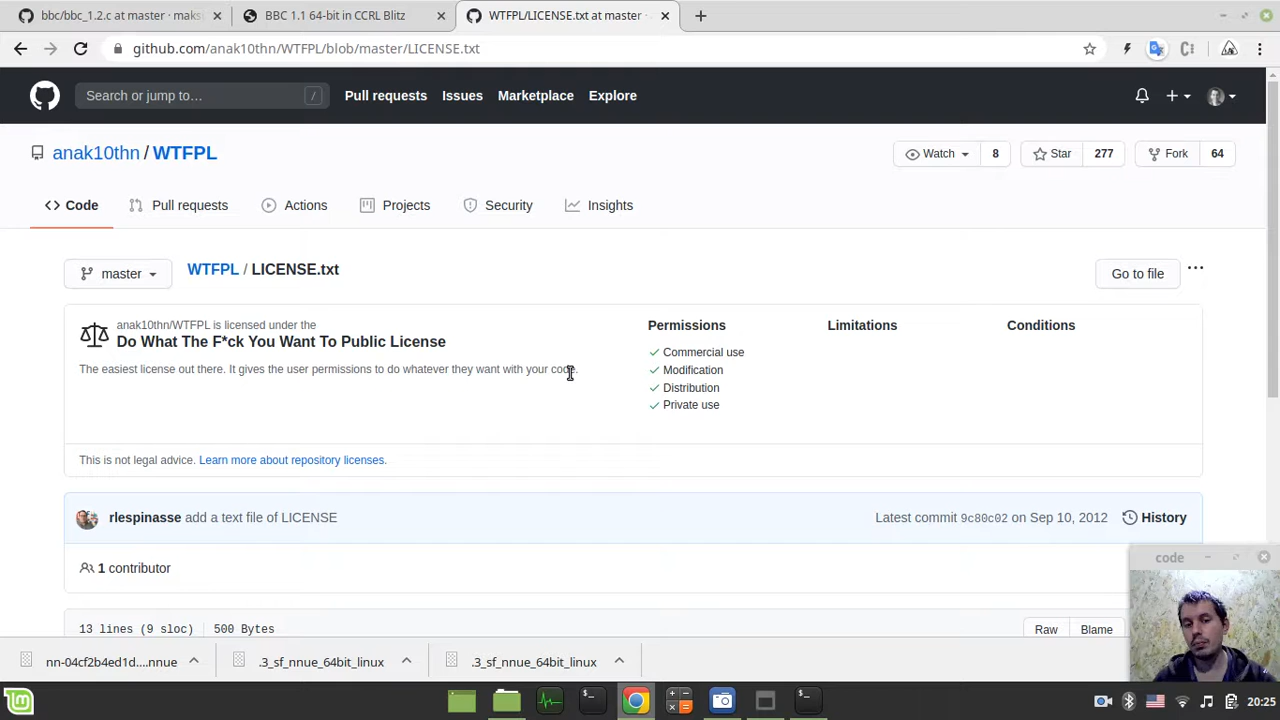 bbc/bbc_1.2.c at master · maks
BBC 1.1 64-bit in CCRL Blitz
WTFPL/LICENSE.txt at master ·
github.com/anak10thn/WTFPL/blob/master/LICENSE.txt
Search or jump to… /
Pull requests Issues Marketplace Explore
anak10thn / WTFPL
Watch 8 Star 277 Fork 64
Code Pull requests Actions Projects Security Insights
master WTFPL / LICENSE.txt Go to file
anak10thn/WTFPL is licensed under the
Do What The F*ck You Want To Public License
The easiest license out there. It gives the user permissions to do whatever they want with your code.
Permissions
Commercial use
Modification
Distribution
Private use
Limitations
Conditions
This is not legal advice. Learn more about repository licenses.
rlespinasse add a text file of LICENSE Latest commit 9c80c02 on Sep 10, 2012 History
1 contributor
13 lines (9 sloc) 500 Bytes Raw Blame
code
nn-04cf2b4ed1d....nnue .3_sf_nnue_64bit_linux .3_sf_nnue_64bit_linux
20:25